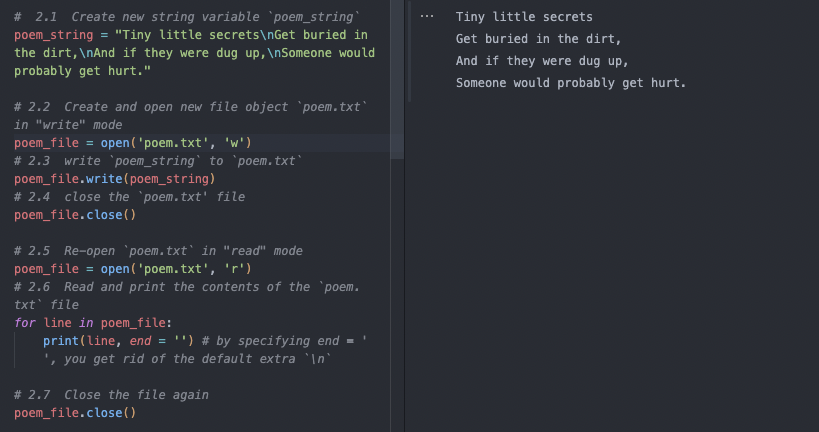 #  2.1  Create new string variable `poem_string`
poem_string = "Tiny little secrets\nGet buried in
the dirt,\nAnd if they were dug up,\nSomeone would
probably get hurt."
# 2.2  Create and open new file object `poem.txt`
in "write" mode
poem_file = open('poem.txt', 'w')
# 2.3  write `poem_string` to `poem.txt`
poem_file.write(poem_string)
# 2.4  close the `poem.txt' file
poem_file.close()
# 2.5  Re-open `poem.txt` in "read" mode
poem_file = open('poem.txt', 'r')
# 2.6  Read and print the contents of the `poem.
txt` file
for line in poem_file:
    print(line, end = '') # by specifying end = '
    ', you get rid of the default extra `\n`
# 2.7  Close the file again
poem_file.close()
...
Tiny little secrets
Get buried in the dirt,
And if they were dug up,
Someone would probably get hurt.